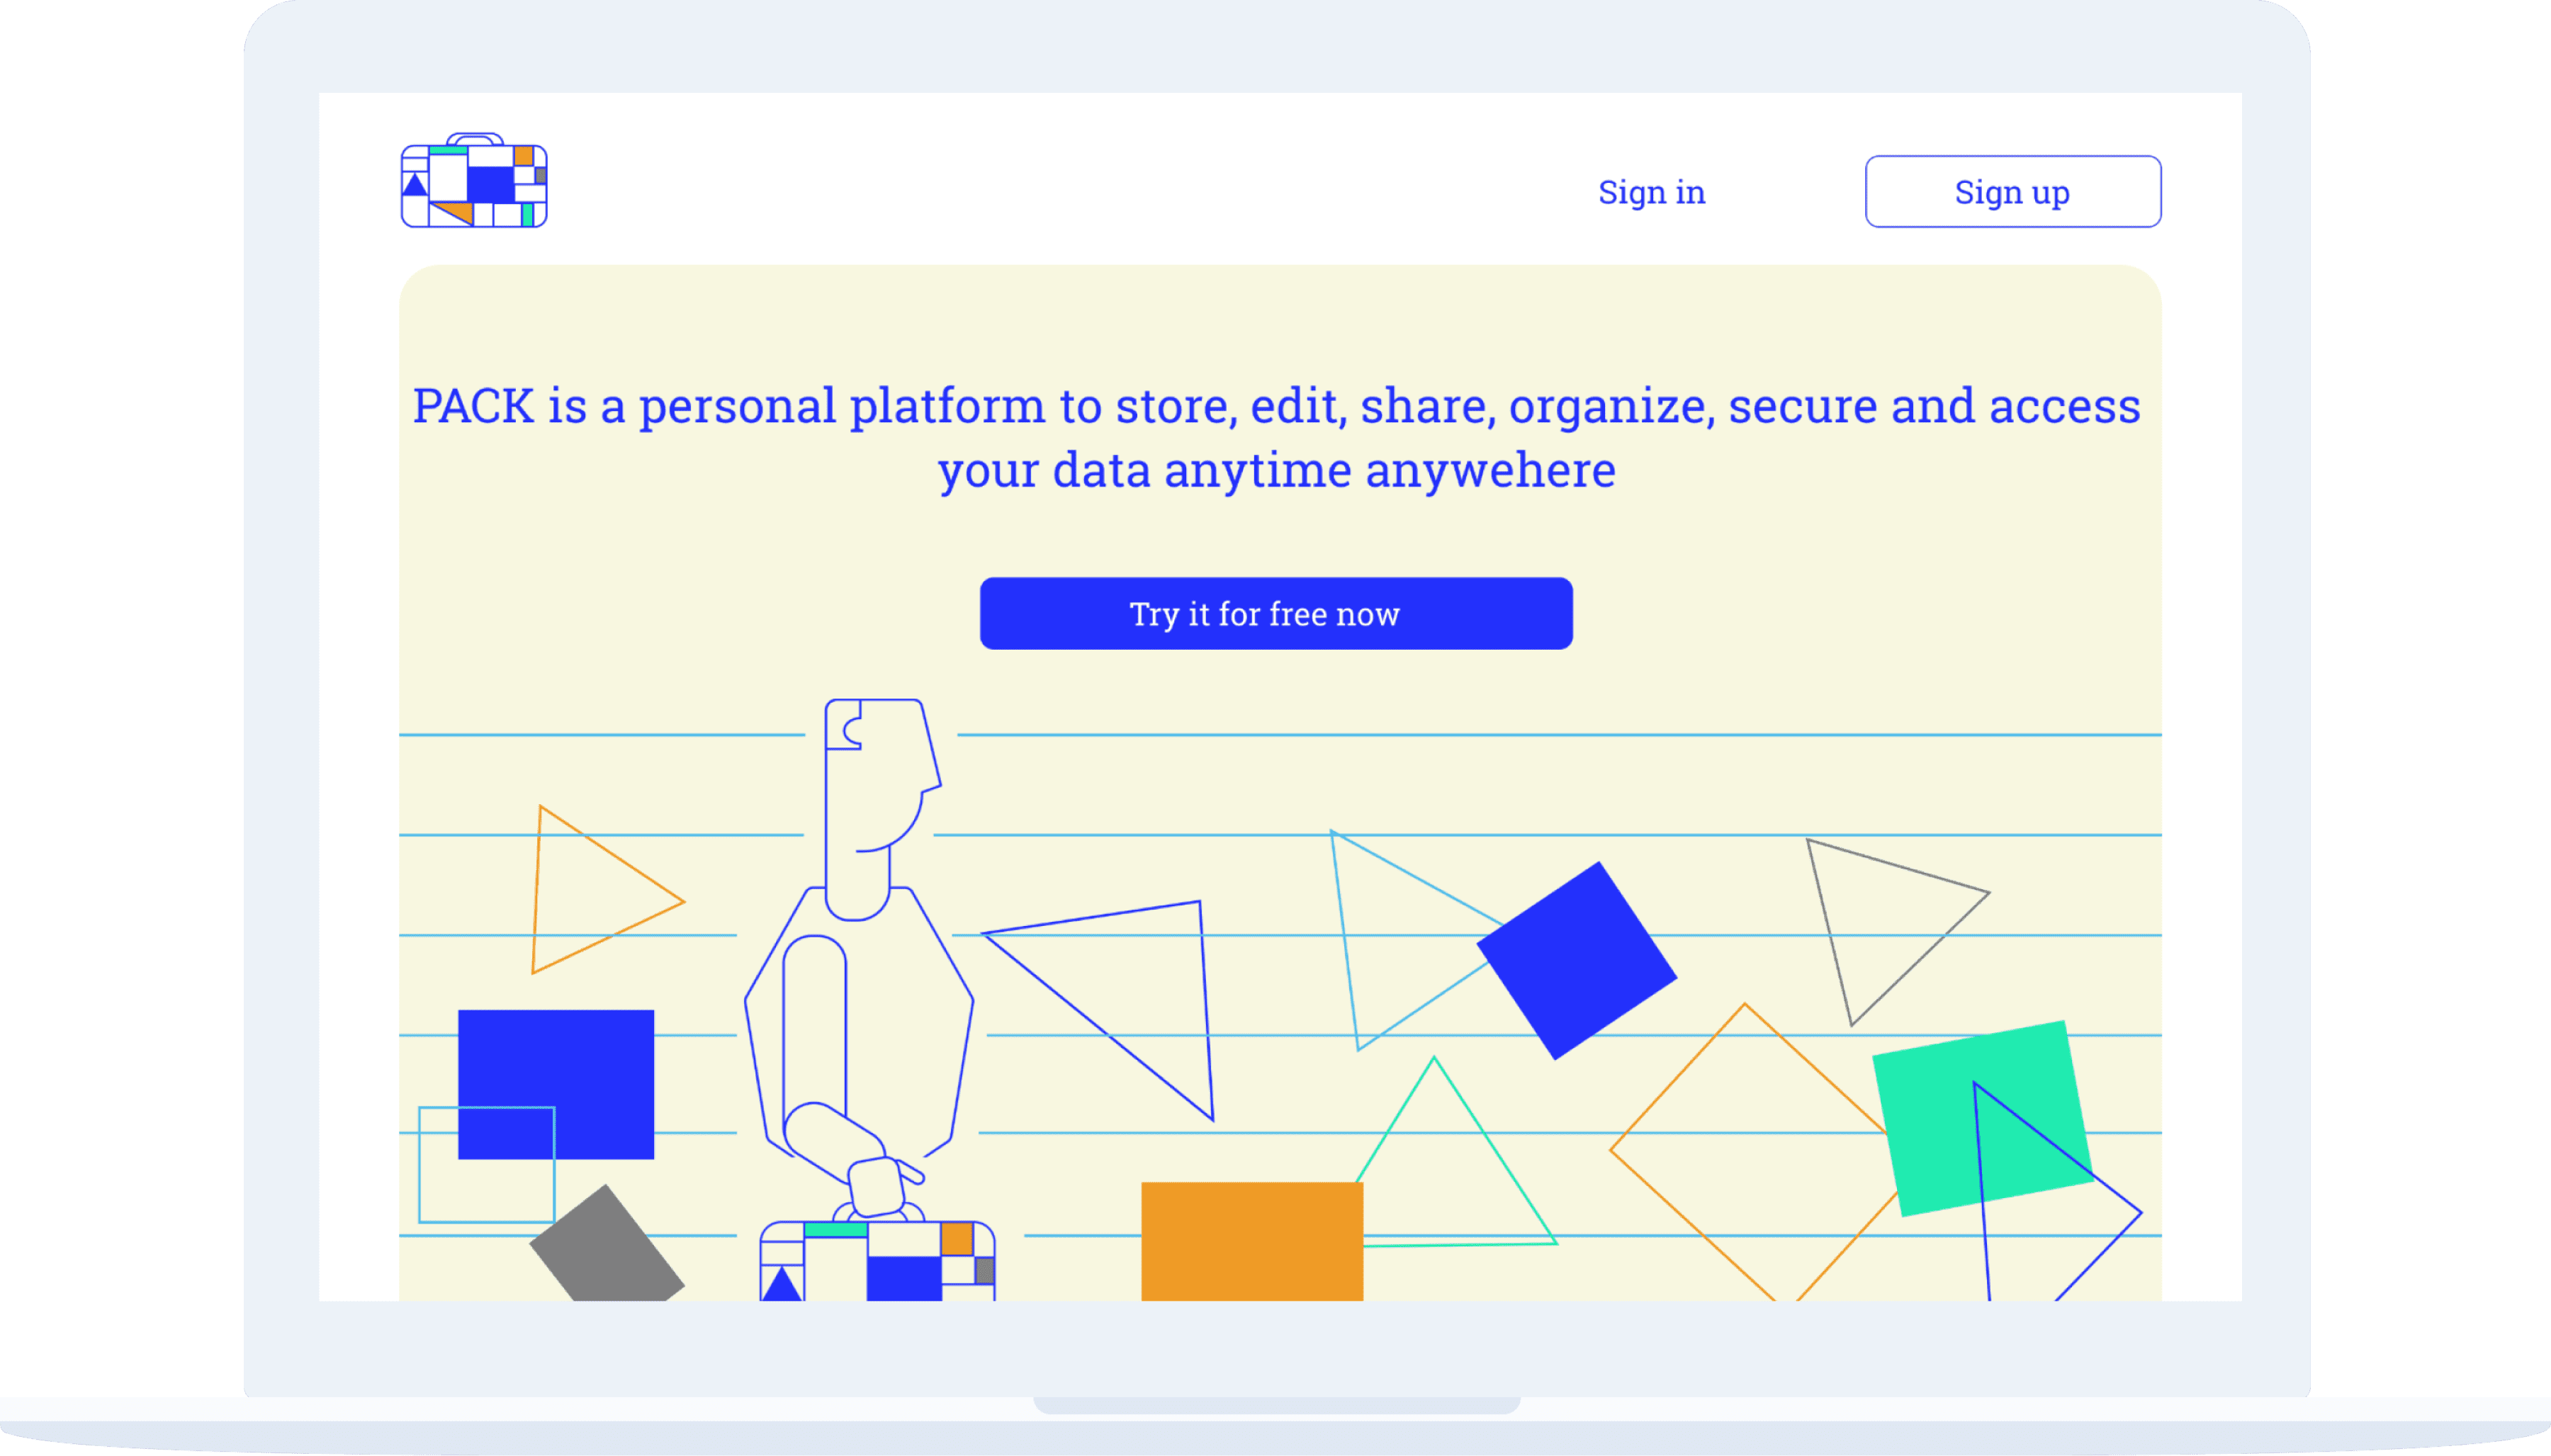 Sign in
Sign up
PACK is a personal platform to store, edit, share, organize, secure and access
your data anytime anywehere
Try it for free now